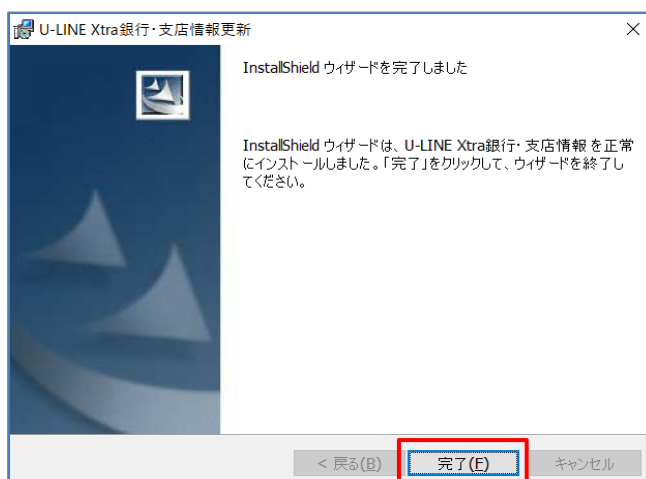 U-LINE Xtra銀行・支店情報更新
InstallShield ウィザードを完了しました
InstallShield ウィザードは、U-LINE Xtra銀行・支店情報 を正常
にインストールしました。「完了」をクリックして、ウィザードを終了し
てください。
< 戻る(B) 完了(F) キャンセル